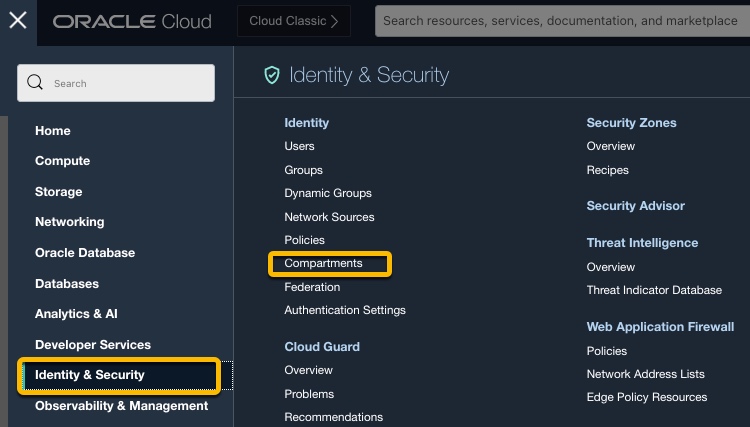 ORACLE Cloud
Cloud Classic
Search resources, services, documentation, and marketplace
Search
Home
Compute
Storage
Networking
Oracle Database
Databases
Analytics & AI
Developer Services
Identity & Security
Observability & Management
Identity & Security
Identity
Users
Groups
Dynamic Groups
Network Sources
Policies
Compartments
Federation
Authentication Settings
Cloud Guard
Overview
Problems
Recommendations
Security Zones
Overview
Recipes
Security Advisor
Threat Intelligence
Overview
Threat Indicator Database
Web Application Firewall
Policies
Network Address Lists
Edge Policy Resources